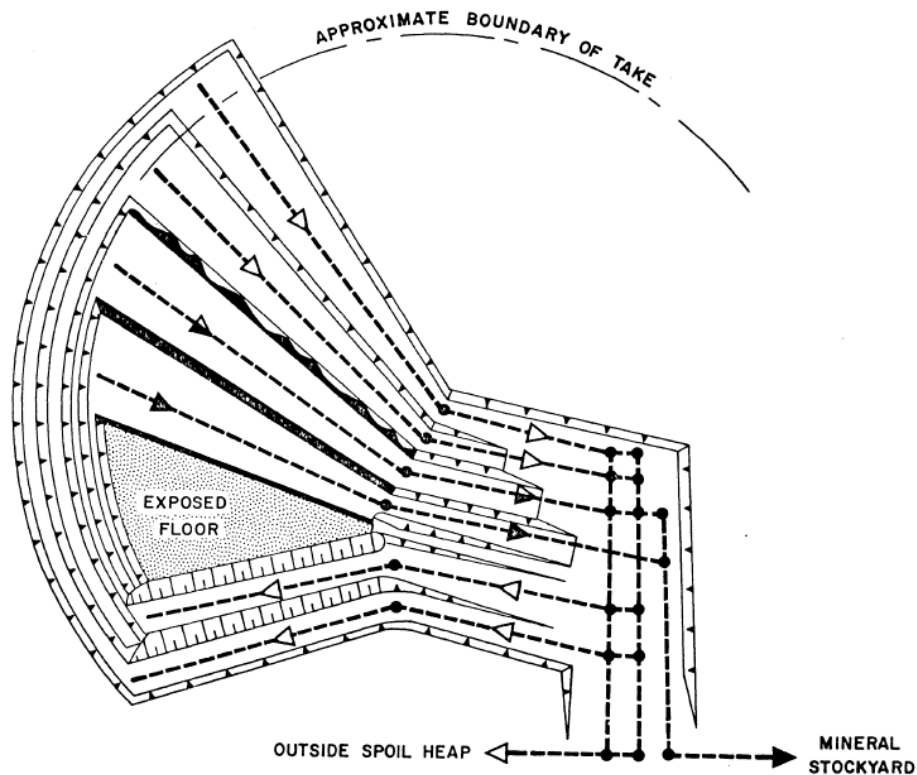 APPROXIMATE BOUNDARY OF TAKE
EXPOSED
FLOOR
OUTSIDE SPOIL HEAP
MINERAL
STOCKYARD